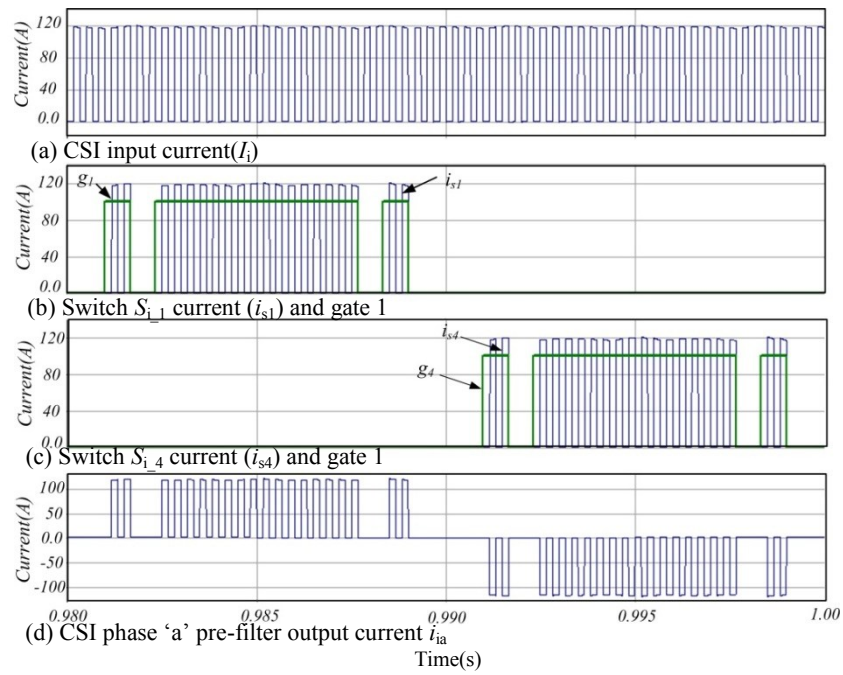 120
80
40
0.0
Current(A)
(a) CSI input current(Ii)
120
80
40
0.0
Current(A)
g1
is1
(b) Switch Si_1 current (is1) and gate 1
120
80
40
0.0
Current(A)
is4
g4
(c) Switch Si_4 current (is4) and gate 1
100
50
0.0
-50
-100
Current(A)
0.980 0.985 0.990 0.995 1.00
(d) CSI phase ‘a’ pre-filter output current iia
Time(s)